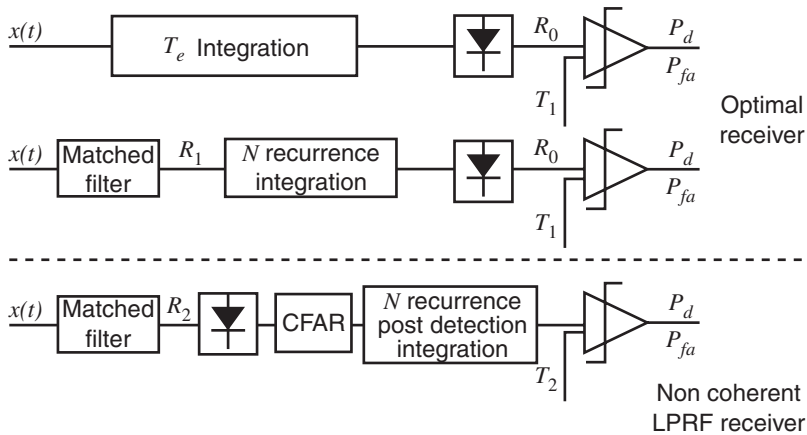 x(t)
T_e Integration
R_0
T_1
P_d
P_fa
Optimal
receiver
x(t)
Matched
filter
R_1
N recurrence
integration
R_0
T_1
P_d
P_fa
x(t)
Matched
filter
R_2
CFAR
N recurrence
post detection
integration
T_2
P_d
P_fa
Non coherent
LPRF receiver